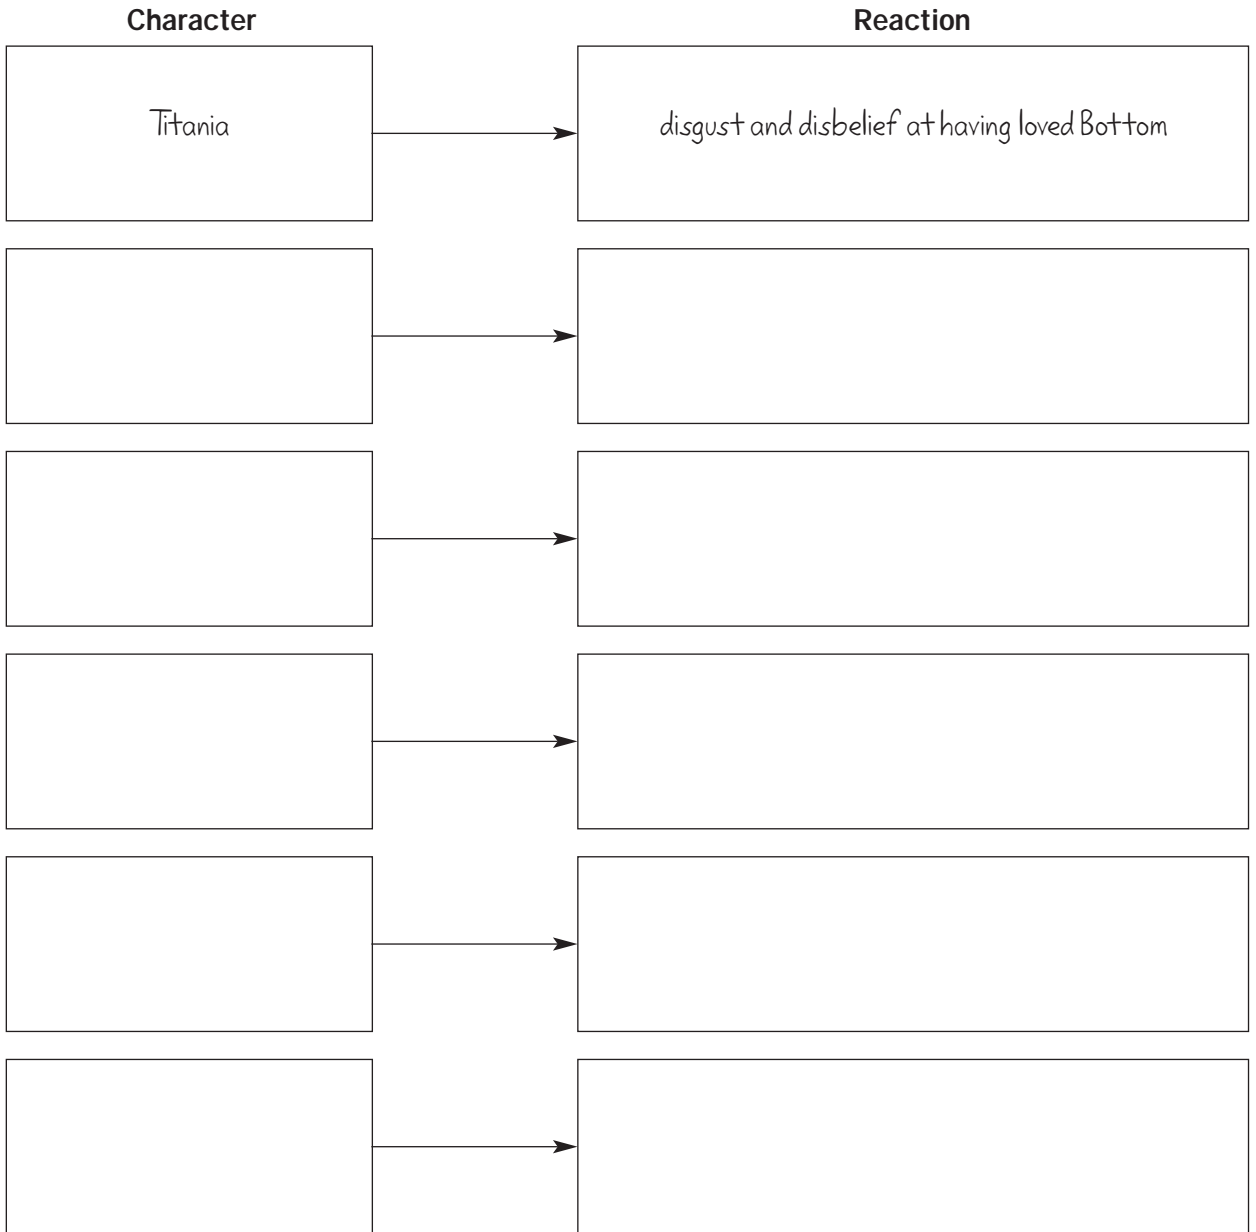 Character
Reaction
Titania
disgust and disbelief at having loved Bottom